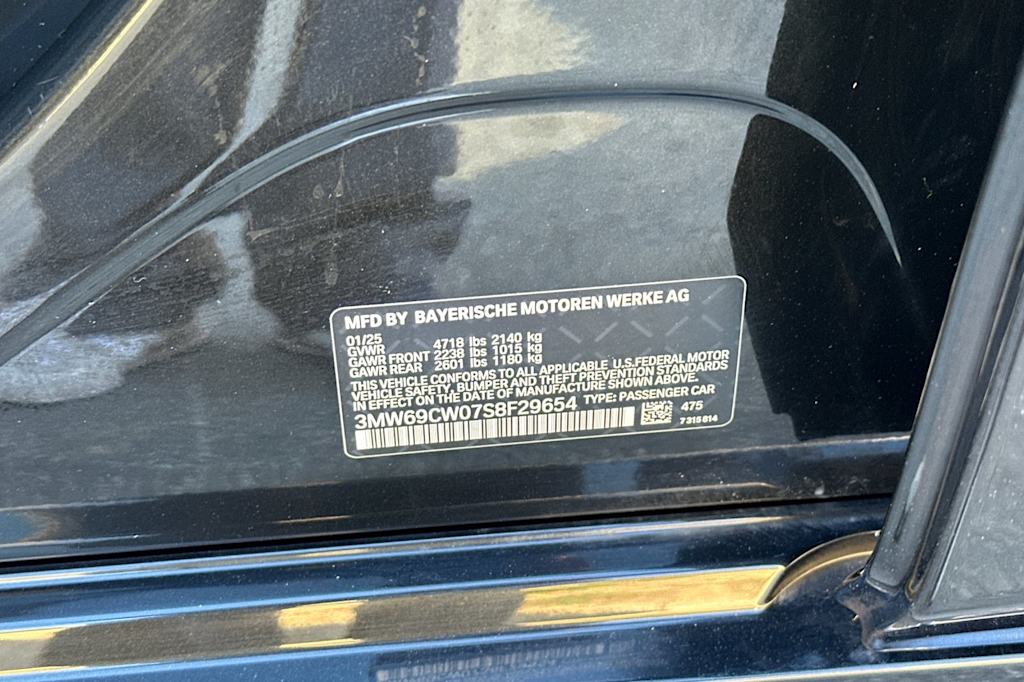 MFD BY BAYERISCHE MOTOREN WERKE AG
01/25
GVWR 4718 lbs 2140 kg
GAWR FRONT 2238 lbs 1015 kg
GAWR REAR 2601 lbs 1180 kg
THIS VEHICLE CONFORMS TO ALL APPLICABLE U.S.FEDERAL MOTOR
VEHICLE SAFETY, BUMPER AND THEFT PREVENTION STANDARDS
IN EFFECT ON THE DATE OF MANUFACTURE SHOWN ABOVE.
3MW69CW07S8F29654 TYPE: PASSENGER CAR
475
7315614